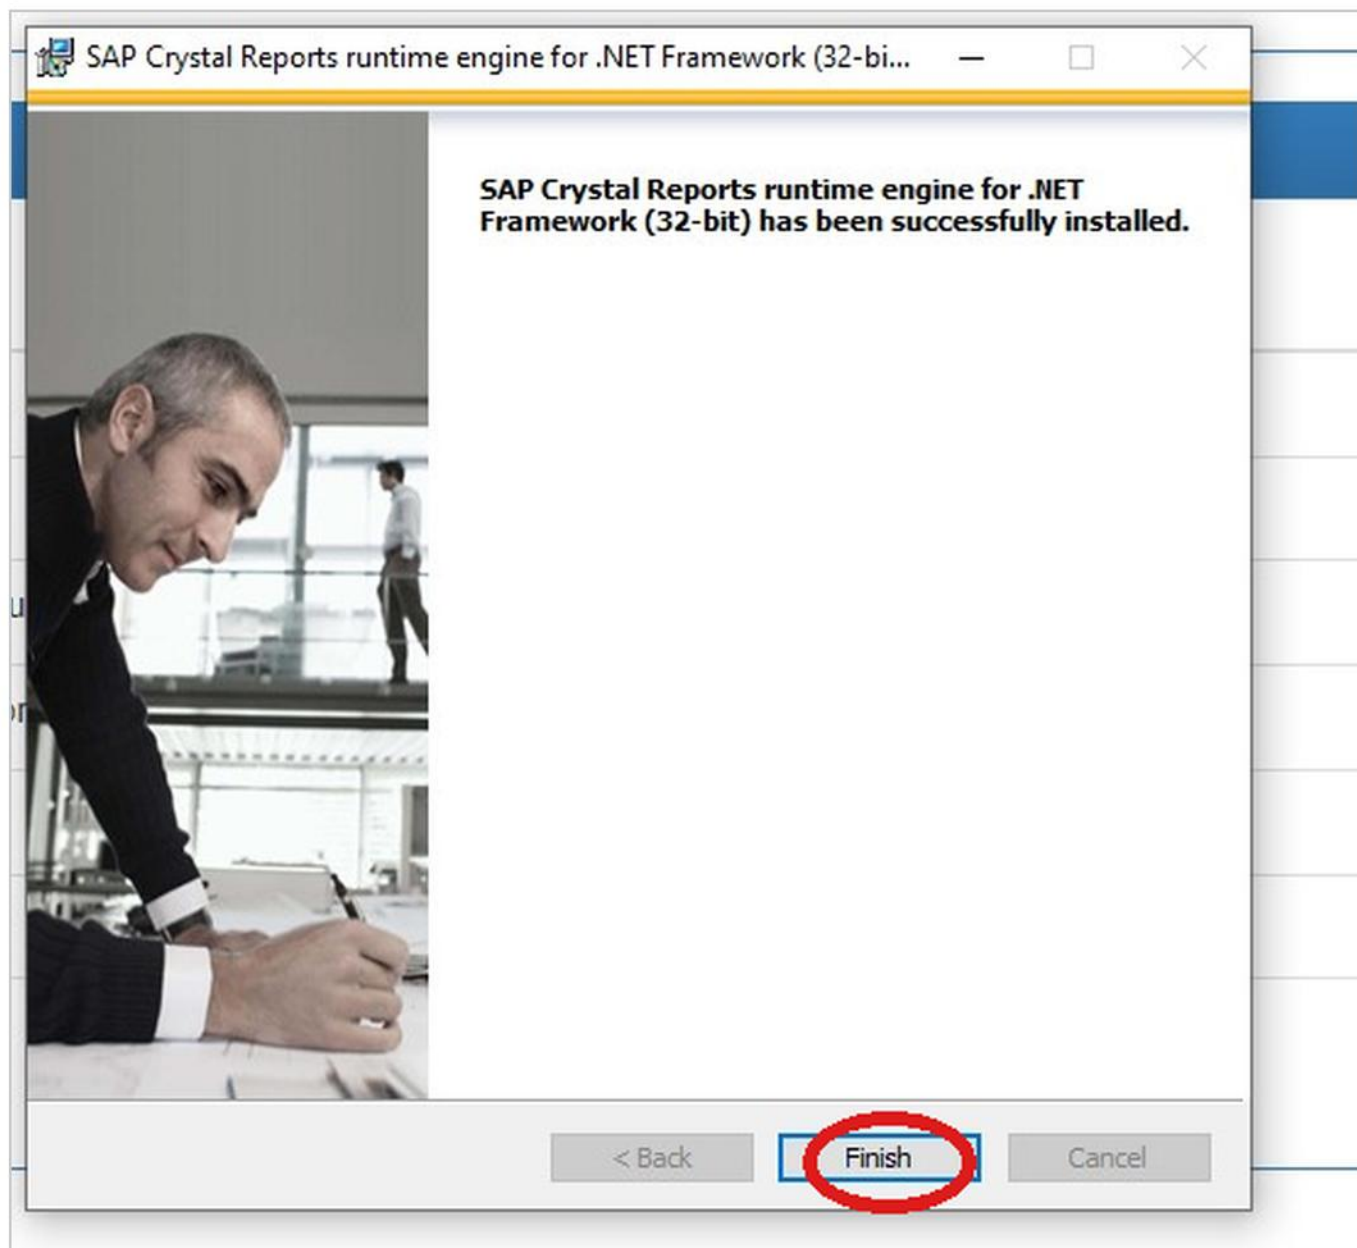 SAP Crystal Reports runtime engine for .NET Framework (32-bi...
SAP Crystal Reports runtime engine for .NET
Framework (32-bit) has been successfully installed.
< Back
Finish
Cancel